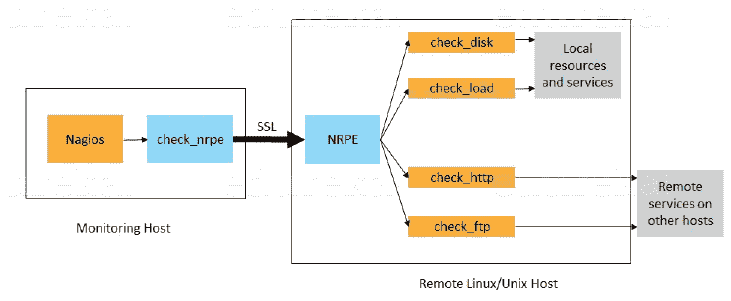 check_disk
Local
resources
and services
check_load
Nagios
check_nrpe
SSL
NRPE
check_http
Remote
services on
other hosts
check_ftp
Monitoring Host
Remote Linux/Unix Host